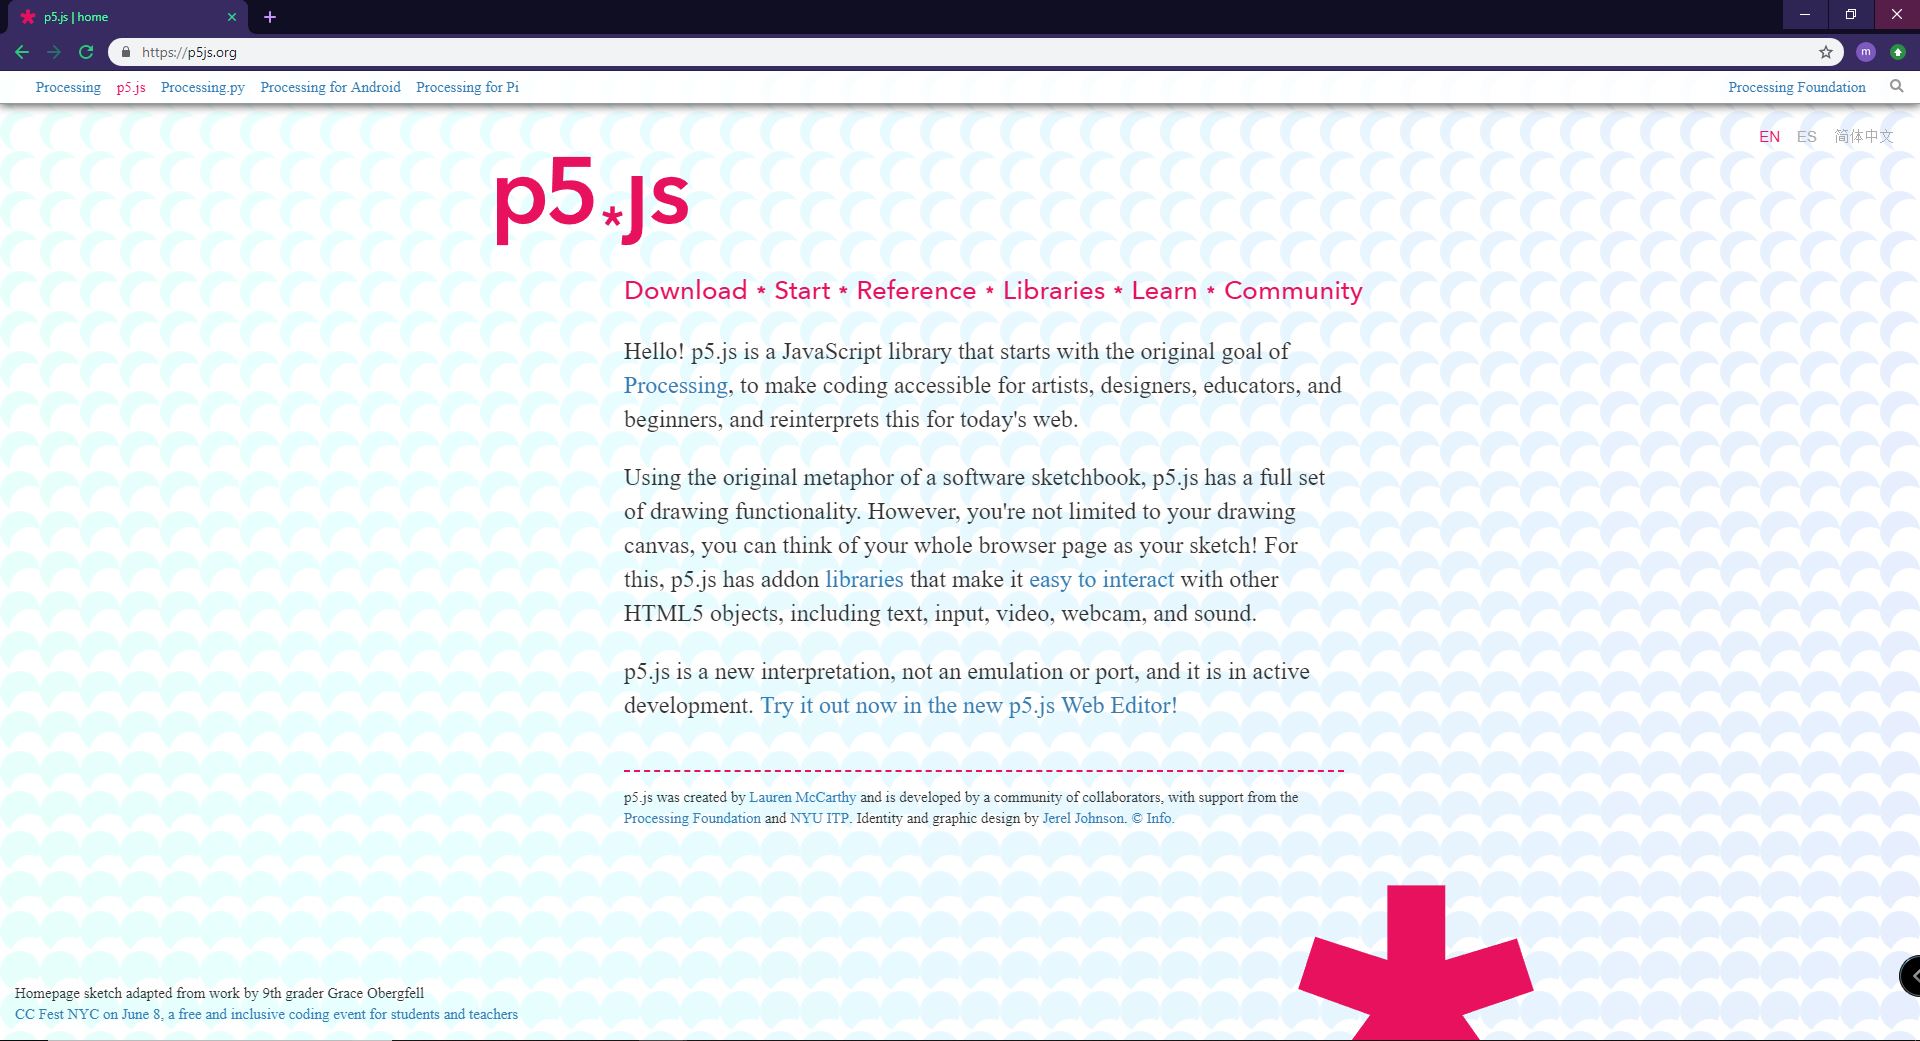 p5.js | home
https://p5js.org
m
Processing p5.js Processing.py Processing for Android Processing for Pi Processing Foundation
EN ES 简体中文
p5.*js
Download * Start * Reference * Libraries * Learn * Community
Hello! p5.js is a JavaScript library that starts with the original goal of
Processing, to make coding accessible for artists, designers, educators, and
beginners, and reinterprets this for today's web.
Using the original metaphor of a software sketchbook, p5.js has a full set
of drawing functionality. However, you're not limited to your drawing
canvas, you can think of your whole browser page as your sketch! For
this, p5.js has addon libraries that make it easy to interact with other
HTML5 objects, including text, input, video, webcam, and sound.
p5.js is a new interpretation, not an emulation or port, and it is in active
development. Try it out now in the new p5.js Web Editor!
p5.js was created by Lauren McCarthy and is developed by a community of collaborators, with support from the
Processing Foundation and NYU ITP. Identity and graphic design by Jerel Johnson. © Info.
Homepage sketch adapted from work by 9th grader Grace Obergfell
CC Fest NYC on June 8, a free and inclusive coding event for students and teachers